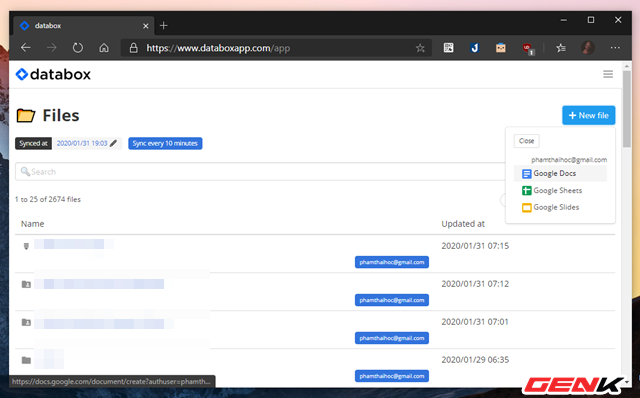 databox
https://www.databoxapp.com/app
databox
Files
+ New file
Close
Synced at 2020/01/31 19:03
Sync every 10 minutes
phamthaihoc@gmail.com
Google Docs
Search
Google Sheets
1 to 25 of 2674 files
Google Slides
Name Updated at
2020/01/31 07:15
phamthaihoc@gmail.com
2020/01/31 07:12
phamthaihoc@gmail.com
2020/01/31 07:01
phamthaihoc@gmail.com
2020/01/29 06:35
phamthaihoc@gmail.com
https://docs.google.com/document/create?authuser=phamth...
GENK